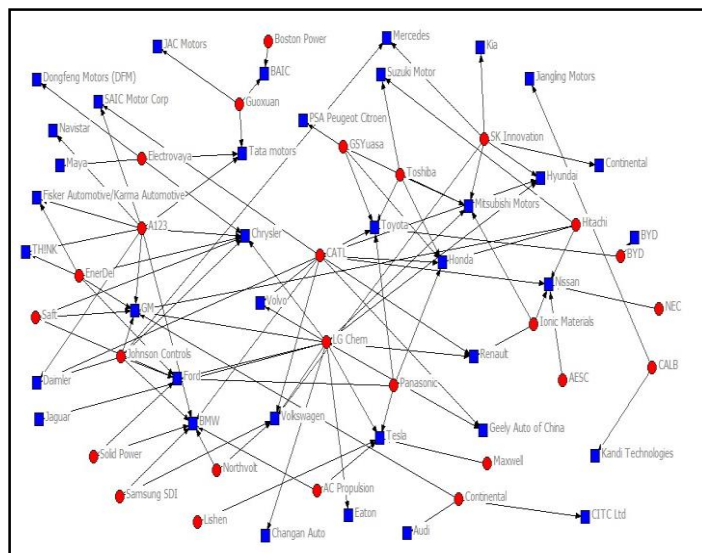 Boston Power
JAC Motors
Mercedes
Kia
BAIC
Suzuki Motor
Dongfeng Motors (DFM)
Jangling Motors
SAIC Motor Corp
Guoxuan
PSA Peugeot Citroen
Navistar
SK Innovation
GSYuasa
Tata motors
Electrovaya
Maya
Continental
Toshiba
Hyundai
Fisker Automotive/Karma Automotive
Mitsubishi Motors
A123
Toyota
Hitachi
Chrysler
BYD
THINK
CATL
BYD
Honda
EnerDel
Nissan
Volvo
GM
NEC
Saft
Ionic Materials
LG Chem
Johnson Controls
Renault
CALB
Daimler
Ford
AESC
Panasonic
Jaguar
BMW
Volkswagen
Geely Auto of China
Tesla
Solid Power
Kandi Technologies
Maxwell
Northvolt
AC Propulsion
Samsung SDI
Continental
Eaton
CITC Ltd
Lishen
Changan Auto
Audi